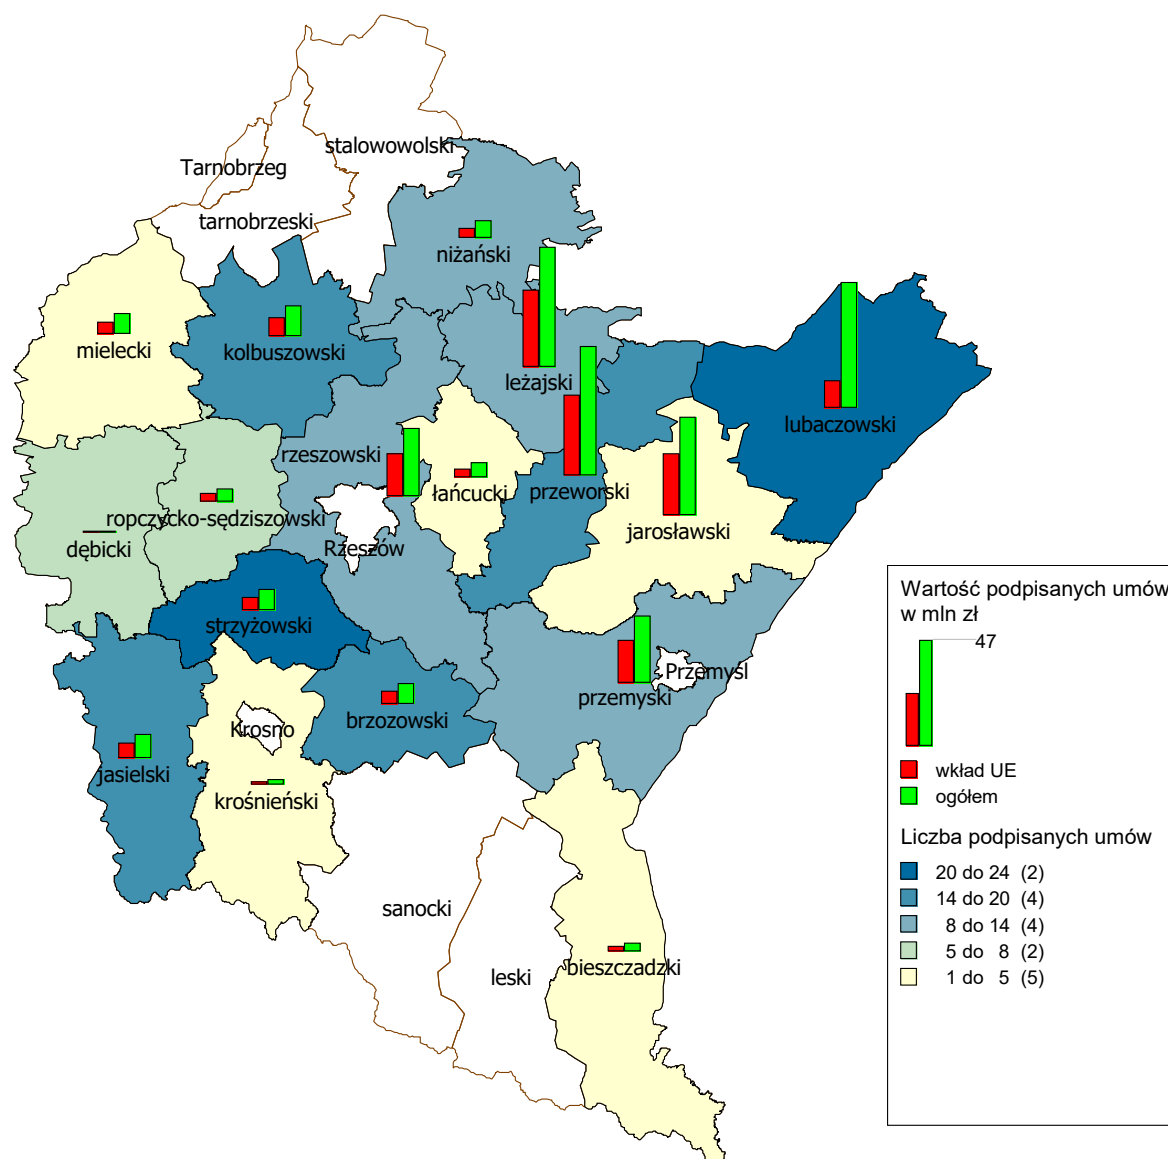 stalowowolski
Tarnobrzeg
tarnobrzeski
niżański
mielecki
kolbuszowski
leżajski
lubaczowski
rzeszowski
łańcucki
przeworski
ropczycko-sędziszowski
jarosławski
dębicki
Rzeszów
strzyżowski
Przemyśl
przemyski
brzozowski
Krosno
jasielski
krośnieński
sanocki
leski
bieszczadzki
Wartość podpisanych umów
w mln zł
47
wkład UE
ogółem
Liczba podpisanych umów
20 do 24 (2)
14 do 20 (4)
8 do 14 (4)
5 do 8 (2)
1 do 5 (5)